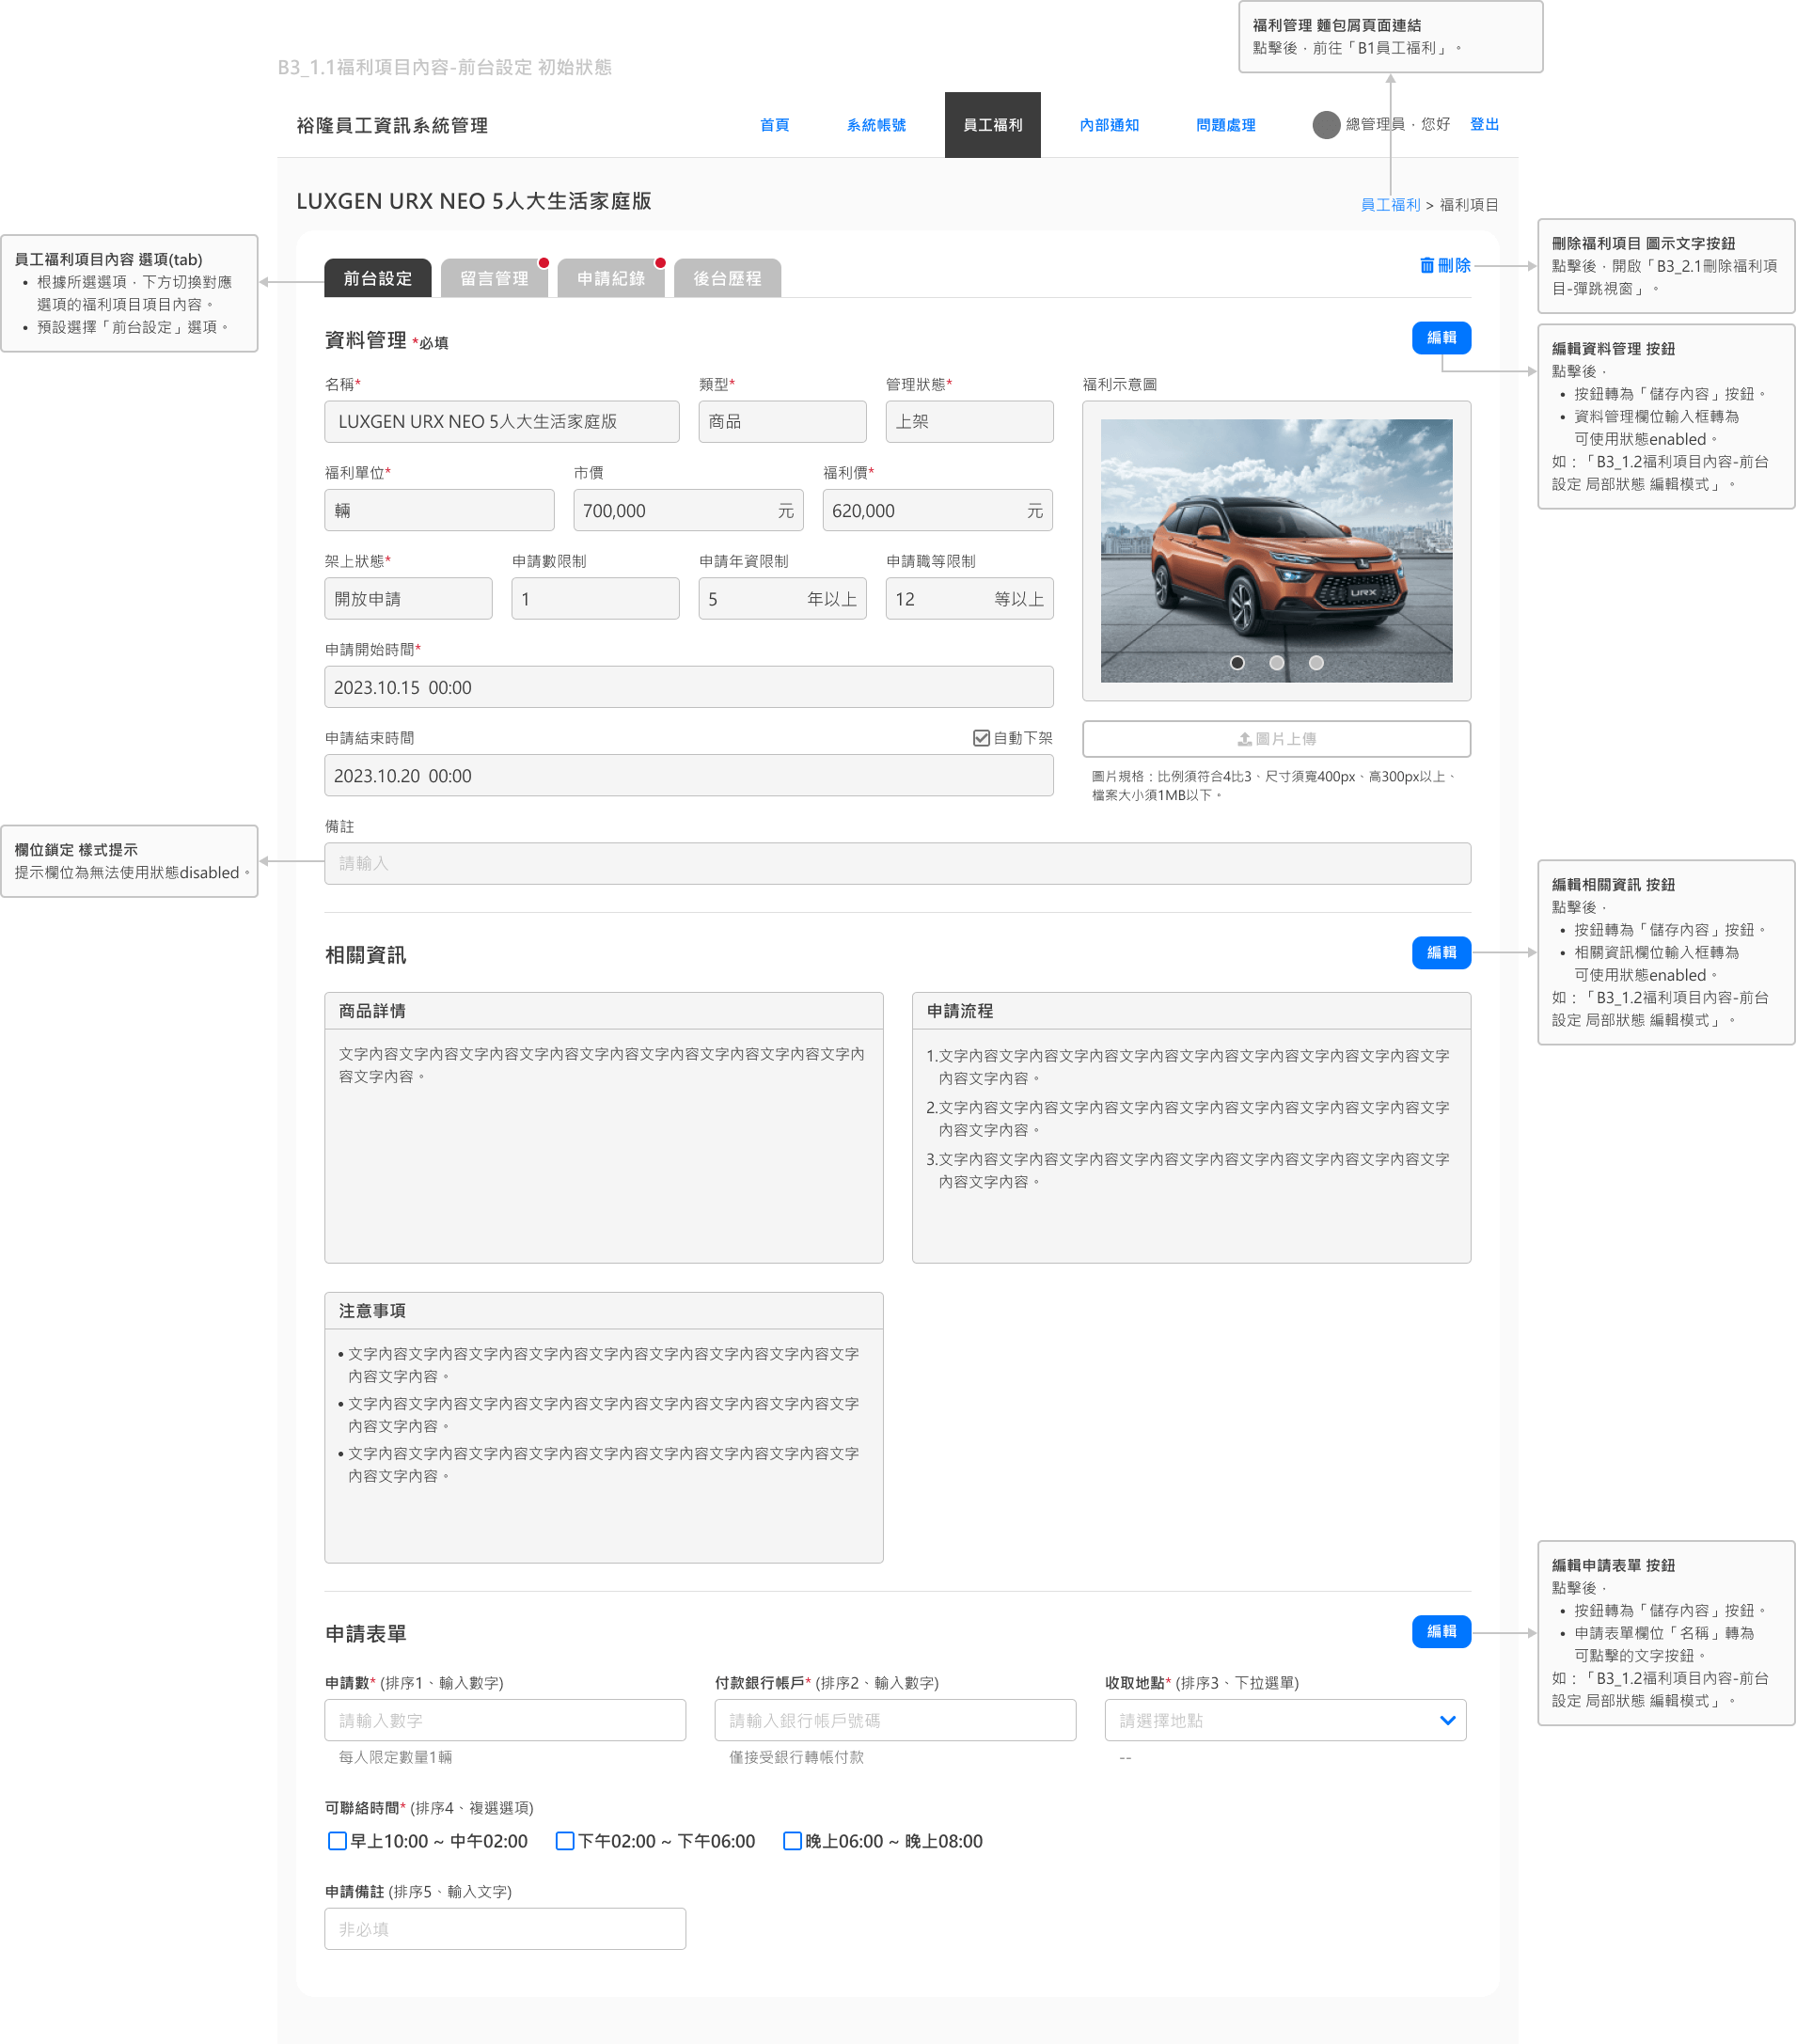 福利管理 麵包屑頁面連結
點擊後，前往「B1員工福利」。
B3_1.1福利項目內容-前台設定 初始狀態
裕隆員工資訊系統管理
首頁
系統帳號
員工福利
內部通知
問題處理
總管理員，您好
登出
LUXGEN URX NEO 5人大生活家庭版
員工福利 > 福利項目
員工福利項目內容 選項(tab)
• 根據所選選項，下方切換對應
選項的福利項目項目內容。
• 預設選擇「前台設定」選項。
前台設定
留言管理
申請紀錄
後台歷程
刪除
刪除福利項目 圖示文字按鈕
點擊後，開啟「B3_2.1刪除福利項
目-彈跳視窗」。
資料管理 *必填
編輯
編輯資料管理 按鈕
點擊後，
• 按鈕轉為「儲存內容」按鈕。
• 資料管理欄位輸入框轉為
可使用狀態enabled。
如：「B3_1.2福利項目內容-前台
設定 局部狀態 編輯模式」。
名稱*
類型*
管理狀態*
福利示意圖
LUXGEN URX NEO 5人大生活家庭版
商品
上架
福利單位*
市價
福利價*
輛
700,000 元
620,000 元
架上狀態*
申請數限制
申請年資限制
申請職等限制
開放申請
1
5 年以上
12 等以上
URX
申請開始時間*
2023.10.15 00:00
申請結束時間
自動下架
2023.10.20 00:00
圖片上傳
圖片規格：比例須符合4比3、尺寸須寬400px、高300px以上、
檔案大小須1MB以下。
備註
請輸入
欄位鎖定 樣式提示
提示欄位為無法使用狀態disabled。
相關資訊
編輯
編輯相關資訊 按鈕
點擊後，
• 按鈕轉為「儲存內容」按鈕。
• 相關資訊欄位輸入框轉為
可使用狀態enabled。
如：「B3_1.2福利項目內容-前台
設定 局部狀態 編輯模式」。
商品詳情
文字內容文字內容文字內容文字內容文字內容文字內容文字內容文字內容文字內
容文字內容。
申請流程
1.文字內容文字內容文字內容文字內容文字內容文字內容文字內容文字內容文字
內容文字內容。
2.文字內容文字內容文字內容文字內容文字內容文字內容文字內容文字內容文字
內容文字內容。
3.文字內容文字內容文字內容文字內容文字內容文字內容文字內容文字內容文字
內容文字內容。
注意事項
• 文字內容文字內容文字內容文字內容文字內容文字內容文字內容文字內容文字
內容文字內容。
• 文字內容文字內容文字內容文字內容文字內容文字內容文字內容文字內容文字
內容文字內容。
• 文字內容文字內容文字內容文字內容文字內容文字內容文字內容文字內容文字
內容文字內容。
申請表單
編輯
編輯申請表單 按鈕
點擊後，
• 按鈕轉為「儲存內容」按鈕。
• 申請表單欄位「名稱」轉為
可點擊的文字按鈕。
如：「B3_1.2福利項目內容-前台
設定 局部狀態 編輯模式」。
申請數* (排序1、輸入數字)
付款銀行帳戶* (排序2、輸入數字)
收取地點* (排序3、下拉選單)
請輸入數字
請輸入銀行帳戶號碼
請選擇地點
每人限定數量1輛
僅接受銀行轉帳付款
--
可聯絡時間* (排序4、複選選項)
早上10:00 ~ 中午02:00
下午02:00 ~ 下午06:00
晚上06:00 ~ 晚上08:00
申請備註 (排序5、輸入文字)
非必填